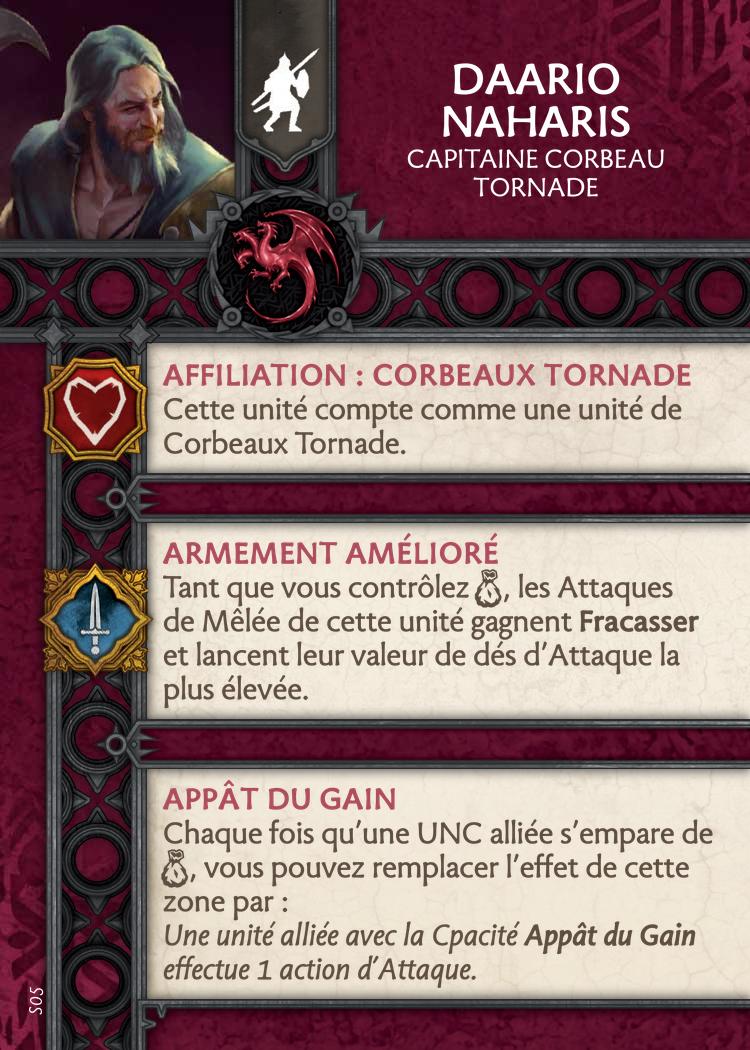 DAARIO
NAHARIS
CAPITAINE CORBEAU
TORNADE
AFFILIATION : CORBEAUX TORNADE
Cette unité compte comme une unité de
Corbeaux Tornade.
ARMEMENT AMÉLIORÉ
Tant que vous contrôlez , les Attaques
de Mêlée de cette unité gagnent Fracasser
et lancent leur valeur de dés d'Attaque la
plus élevée.
APPÂT DU GAIN
Chaque fois qu'une UNC alliée s'empare de
, vous pouvez remplacer l'effet de cette
zone par :
Une unité alliée avec la Cpacité Appât du Gain
effectue 1 action d'Attaque.
S05